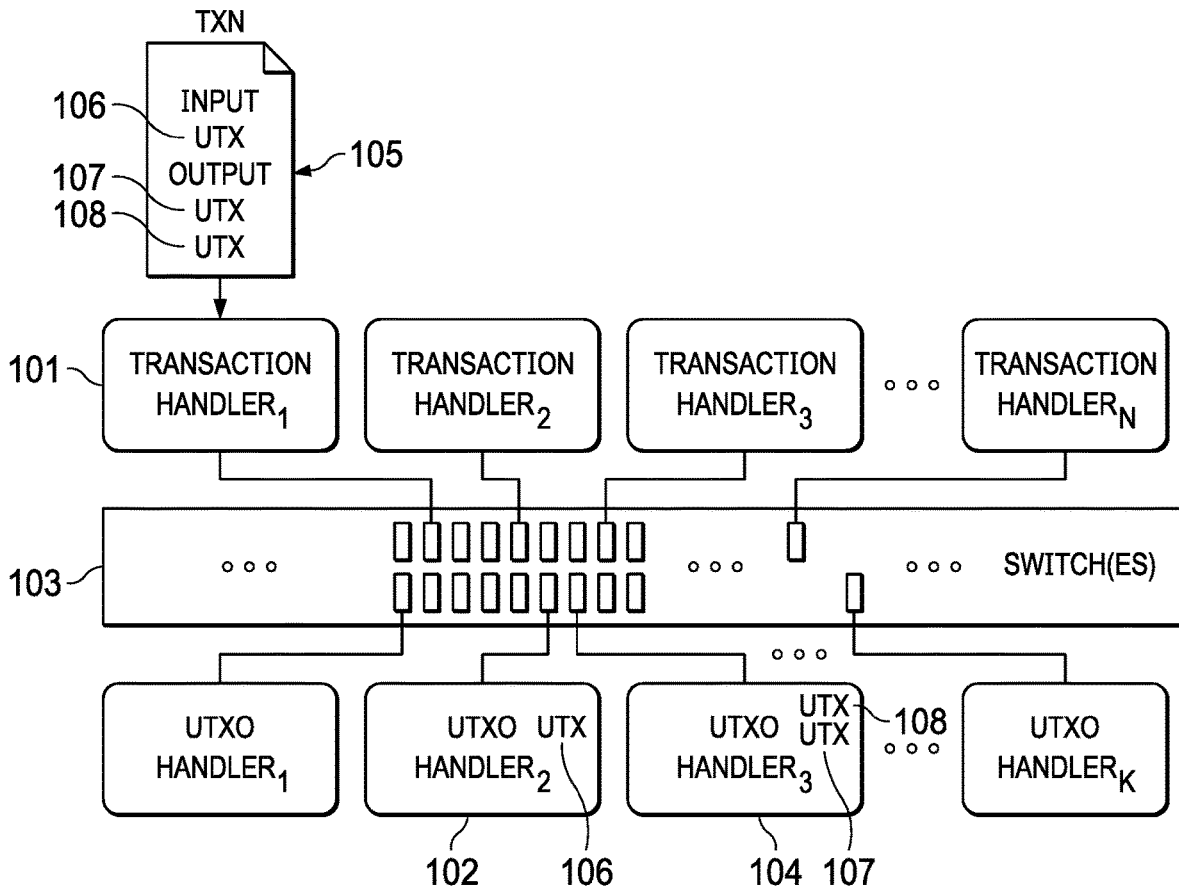 TXN
INPUT
106
UTX
OUTPUT
105
107
UTX
108
UTX
101
TRANSACTION
HANDLER1
TRANSACTION
HANDLER2
TRANSACTION
HANDLER3
TRANSACTION
HANDLERN
103
SWITCH(ES)
UTXO
HANDLER1
UTXO
HANDLER2
UTX
UTXO
HANDLER3
UTX
UTX
108
UTXO
HANDLERK
102
106
104
107